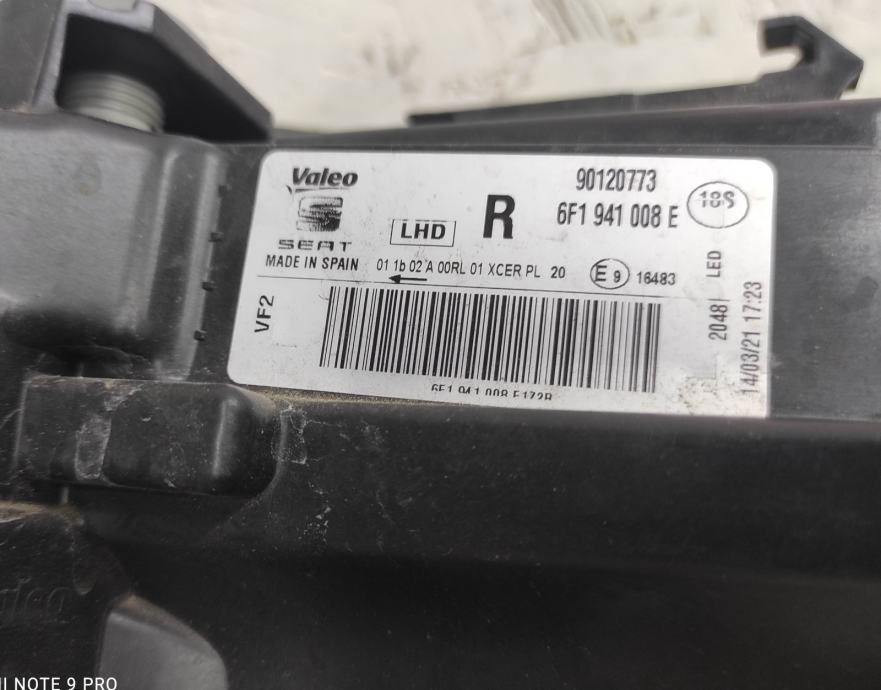 Valeo
SEAT
MADE IN SPAIN
LHD
R
90120773
6F1 941 008 E
18S
01 1b 02 A 00RL 01 XCER PL 20
E 9 16483
VF2
2048 LED
14/03/21 17:23
NOTE 9 PRO